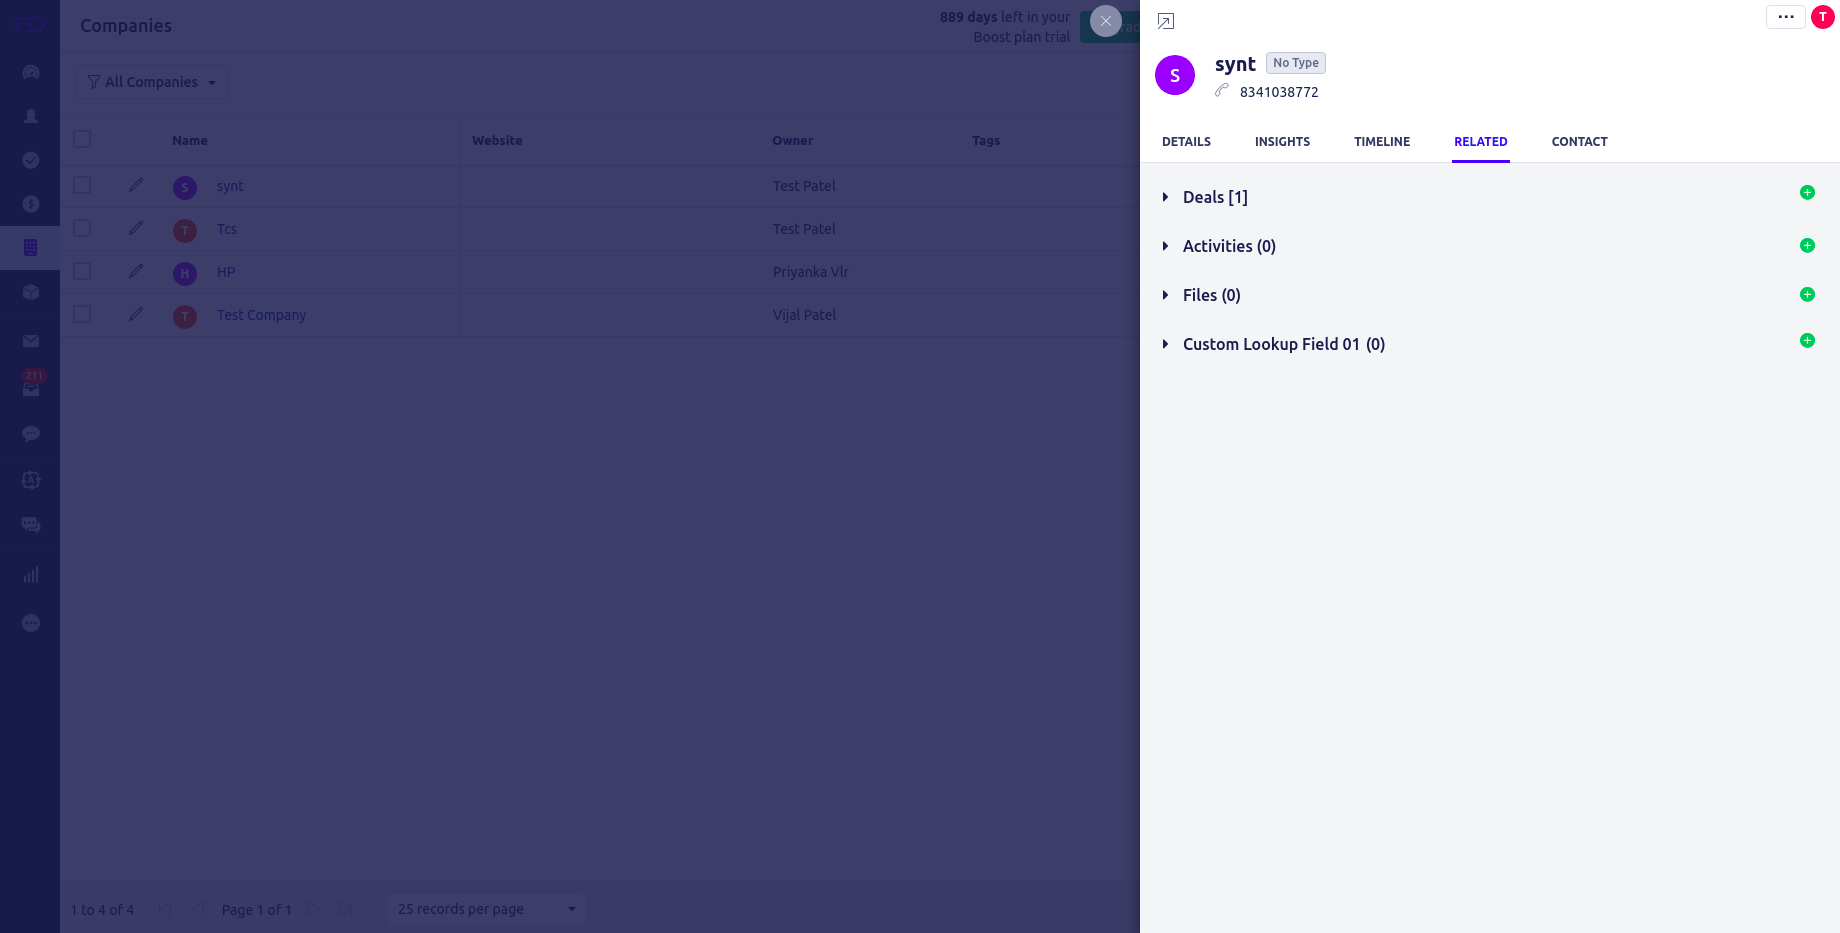 Companies
889 days left in your
Boost plan trial
All Companies
Name Website Owner Tags
S synt Test Patel
T Tcs Test Patel
H HP Priyanka Vlr
T Test Company Vijal Patel
211
1 to 4 of 4 Page 1 of 1 25 records per page
T
S synt No Type
8341038772
DETAILS INSIGHTS TIMELINE RELATED CONTACT
Deals [1]
Activities (0)
Files (0)
Custom Lookup Field 01 (0)